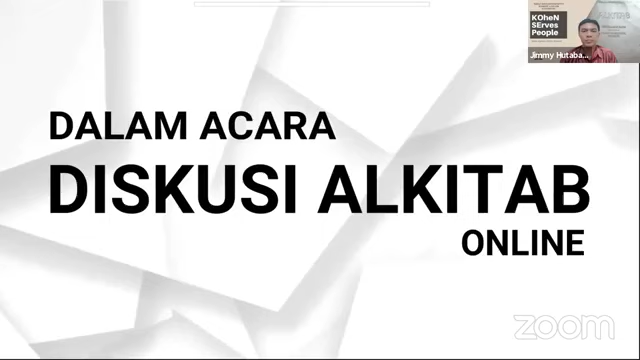 DALAM ACARA
DISKUSI ALKITAB
ONLINE
KOheN
SErves
People
Jimmy Hutaba...
zoom